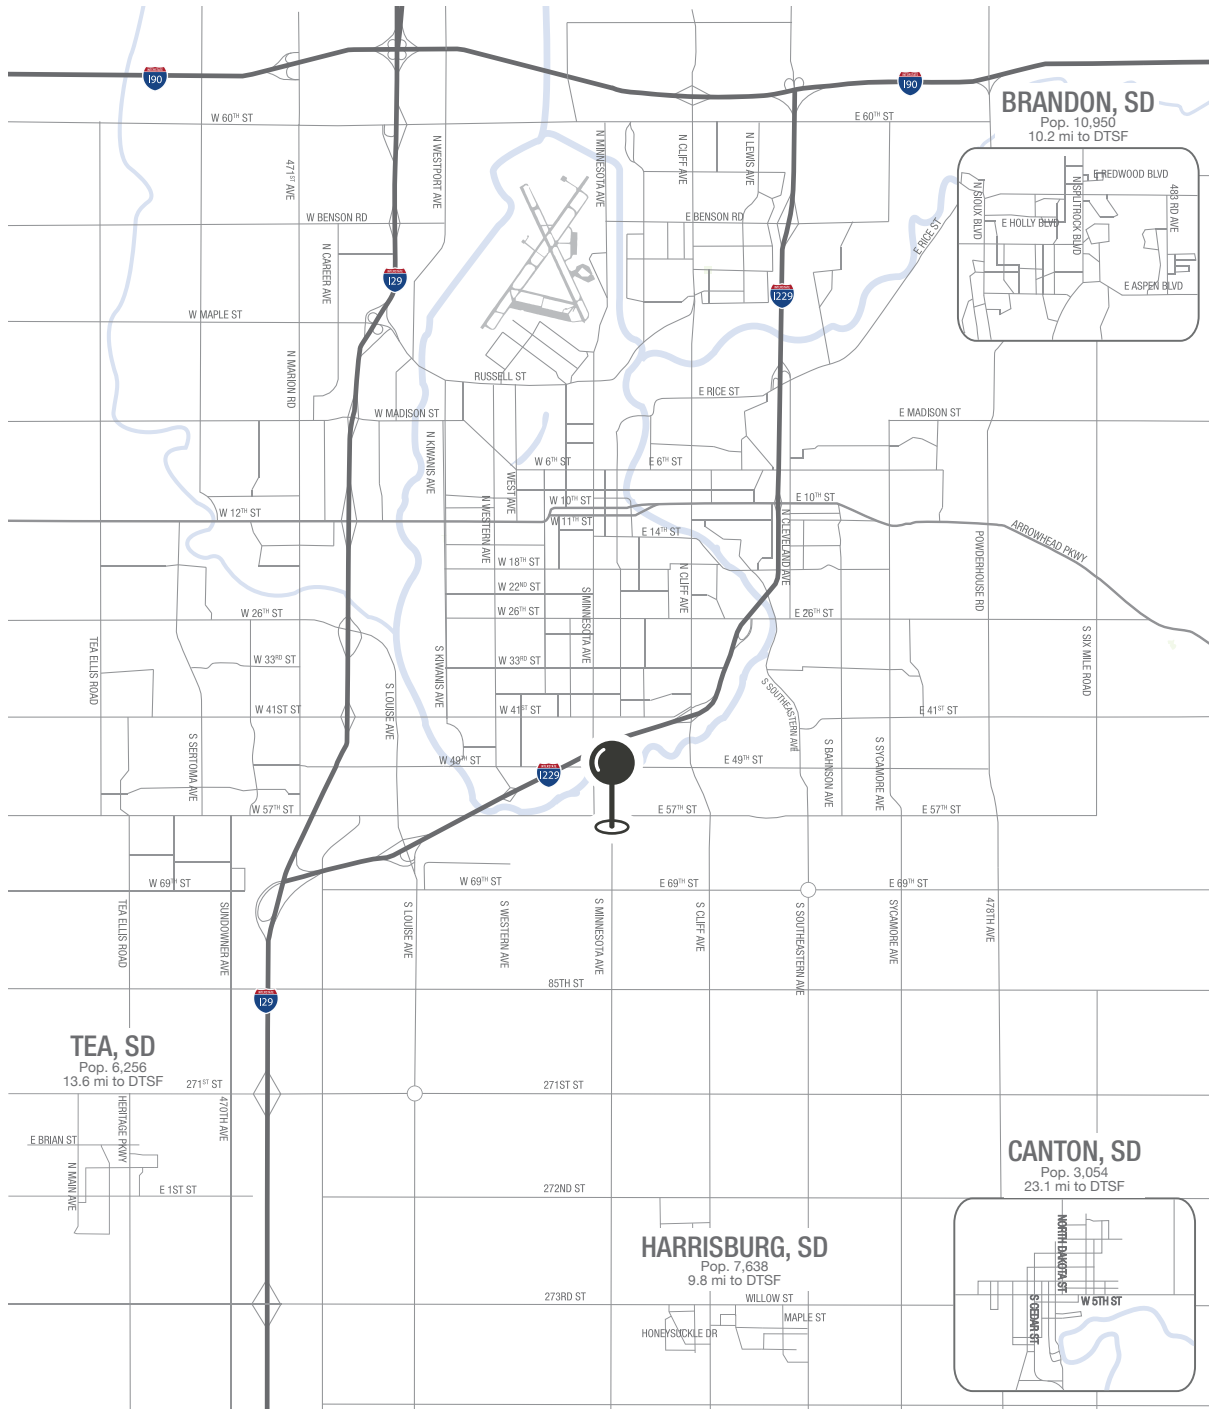 I90
I90
BRANDON, SD
Pop. 10,950
10.2 mi to DTSF
W 60TH ST
E 60TH ST
N WESTPORT AVE
N MINNESOTA AVE
N CLIFF AVE
N LEWIS AVE
471ST AVE
E REDWOOD BLVD
N SIOUX BLVD
N SPLITROCK BLVD
483 RD AVE
E HOLLY BLVD
E ASPEN BLVD
W BENSON RD
E BENSON RD
E RICE ST
N CAREER AVE
I29
I229
W MAPLE ST
N MARION RD
RUSSELL ST
E RICE ST
W MADISON ST
E MADISON ST
N KIWANIS AVE
W 6TH ST
E 6TH ST
WEST AVE
N WESTERN AVE
W 10TH ST
E 10TH ST
W 12TH ST
W 11TH ST
E 14TH ST
N CLEVELAND AVE
ARROWHEAD PKWY
POWDERHOUSE RD
W 18TH ST
N CLIFF AVE
W 22ND ST
S MINNESOTA AVE
W 26TH ST
W 26TH ST
E 26TH ST
S SIX MILE ROAD
TEA ELLIS ROAD
W 33RD ST
W 33RD ST
S KIWANIS AVE
S LOUISE AVE
S SOUTHEASTERN AVE
W 41ST ST
W 41ST ST
E 41ST ST
S SERTOMA AVE
S BAHNSON AVE
S SYCAMORE AVE
W 49TH ST
E 49TH ST
I229
W 57TH ST
E 57TH ST
E 57TH ST
W 69TH ST
W 69TH ST
E 69TH ST
E 69TH ST
TEA ELLIS ROAD
SUNDOWNER AVE
S LOUISE AVE
S WESTERN AVE
S MINNESOTA AVE
S CLIFF AVE
S SOUTHEASTERN AVE
SYCAMORE AVE
478TH AVE
85TH ST
I29
TEA, SD
Pop. 6,256
13.6 mi to DTSF
271ST ST
271ST ST
HERITAGE PKWY
470TH AVE
E BRIAN ST
N MAIN AVE
E 1ST ST
272ND ST
CANTON, SD
Pop. 3,054
23.1 mi to DTSF
NORTH DAKOTA ST
W 5TH ST
S CEDAR ST
HARRISBURG, SD
Pop. 7,638
9.8 mi to DTSF
273RD ST
WILLOW ST
MAPLE ST
HONEYSUCKLE DR